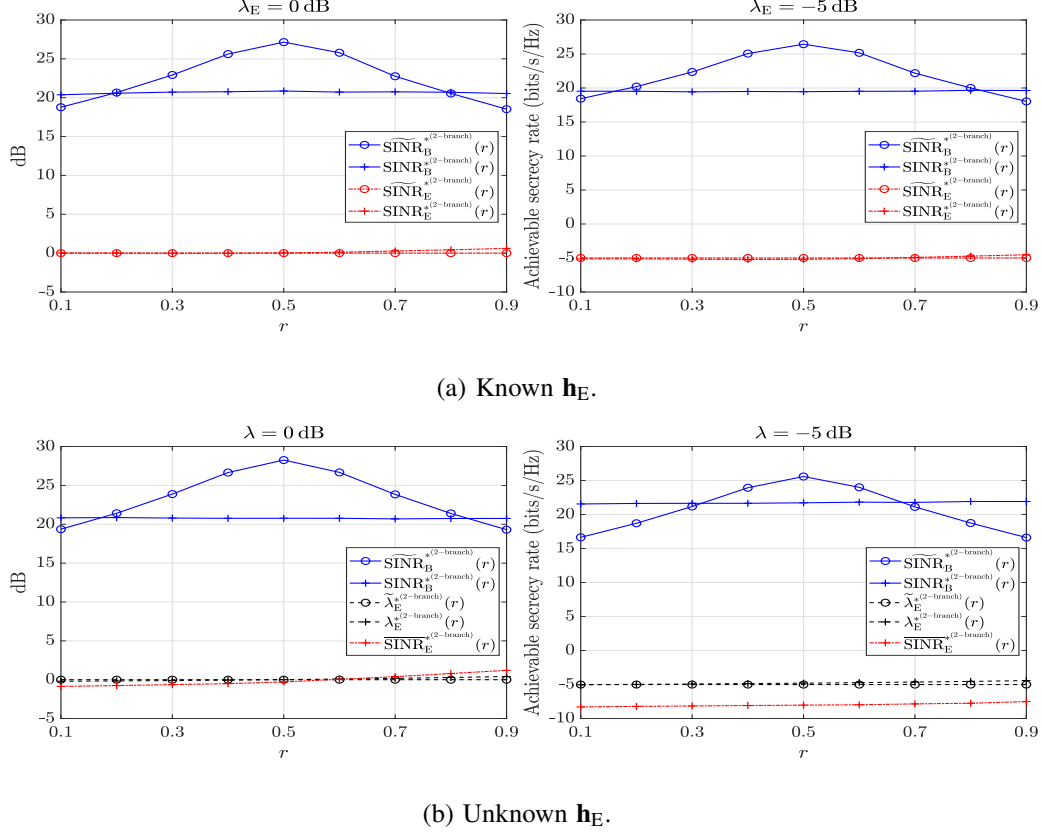 λ_E = 0 dB
30
25
20
15
10
5
0
−5
dB
0.1 0.3 0.5 0.7 0.9
r
S͠I͠N͠R͠_B^{*(2−branch)}(r)
SINR_B^{*(2−branch)}(r)
S͠I͠N͠R͠_E^{*(2−branch)}(r)
SINR_E^{*(2−branch)}(r)
λ_E = −5 dB
30
25
20
15
10
5
0
−5
−10
Achievable secrecy rate (bits/s/Hz)
0.1 0.3 0.5 0.7 0.9
r
S͠I͠N͠R͠_B^{*(2−branch)}(r)
SINR_B^{*(2−branch)}(r)
S͠I͠N͠R͠_E^{*(2−branch)}(r)
SINR_E^{*(2−branch)}(r)
(a) Known h_E.
λ = 0 dB
30
25
20
15
10
5
0
−5
dB
0.1 0.3 0.5 0.7 0.9
r
S͠I͠N͠R͠_B^{*(2−branch)}(r)
SINR_B^{*(2−branch)}(r)
λ̃_E^{*(2−branch)}(r)
λ_E^{*(2−branch)}(r)
S̅I̅N̅R̅_E^{*(2−branch)}(r)
λ = −5 dB
30
25
20
15
10
5
0
−5
−10
Achievable secrecy rate (bits/s/Hz)
0.1 0.3 0.5 0.7 0.9
r
S͠I͠N͠R͠_B^{*(2−branch)}(r)
SINR_B^{*(2−branch)}(r)
λ̃_E^{*(2−branch)}(r)
λ_E^{*(2−branch)}(r)
S̅I̅N̅R̅_E^{*(2−branch)}(r)
(b) Unknown h_E.